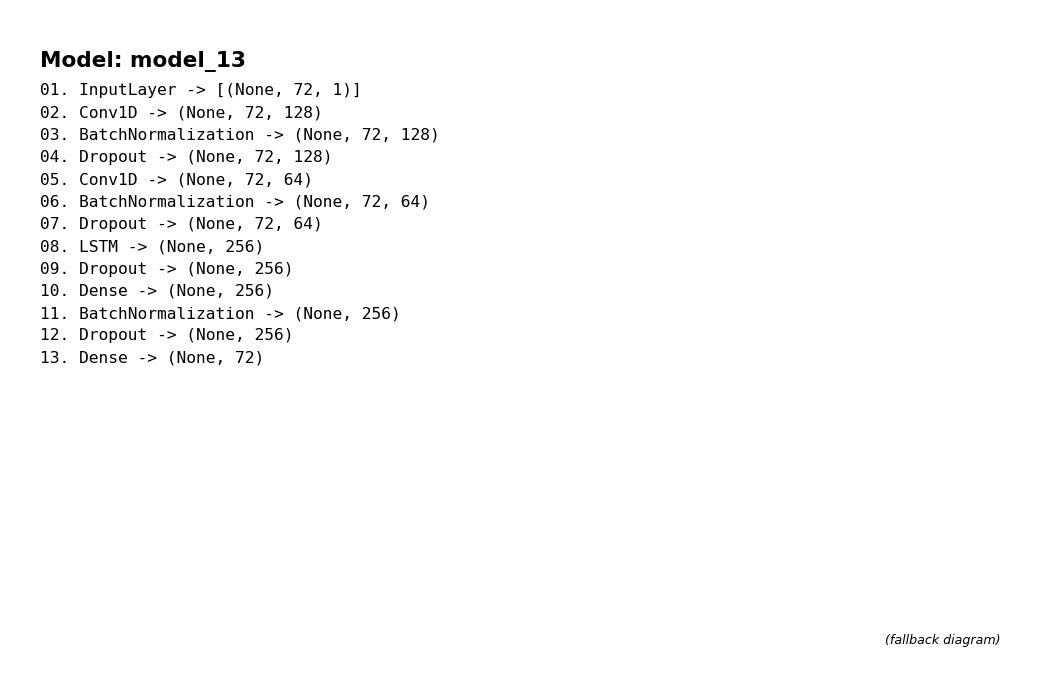 Model: model_13
01. InputLayer -> [(None, 72, 1)]
02. Conv1D -> (None, 72, 128)
03. BatchNormalization -> (None, 72, 128)
04. Dropout -> (None, 72, 128)
05. Conv1D -> (None, 72, 64)
06. BatchNormalization -> (None, 72, 64)
07. Dropout -> (None, 72, 64)
08. LSTM -> (None, 256)
09. Dropout -> (None, 256)
10. Dense -> (None, 256)
11. BatchNormalization -> (None, 256)
12. Dropout -> (None, 256)
13. Dense -> (None, 72)
(fallback diagram)